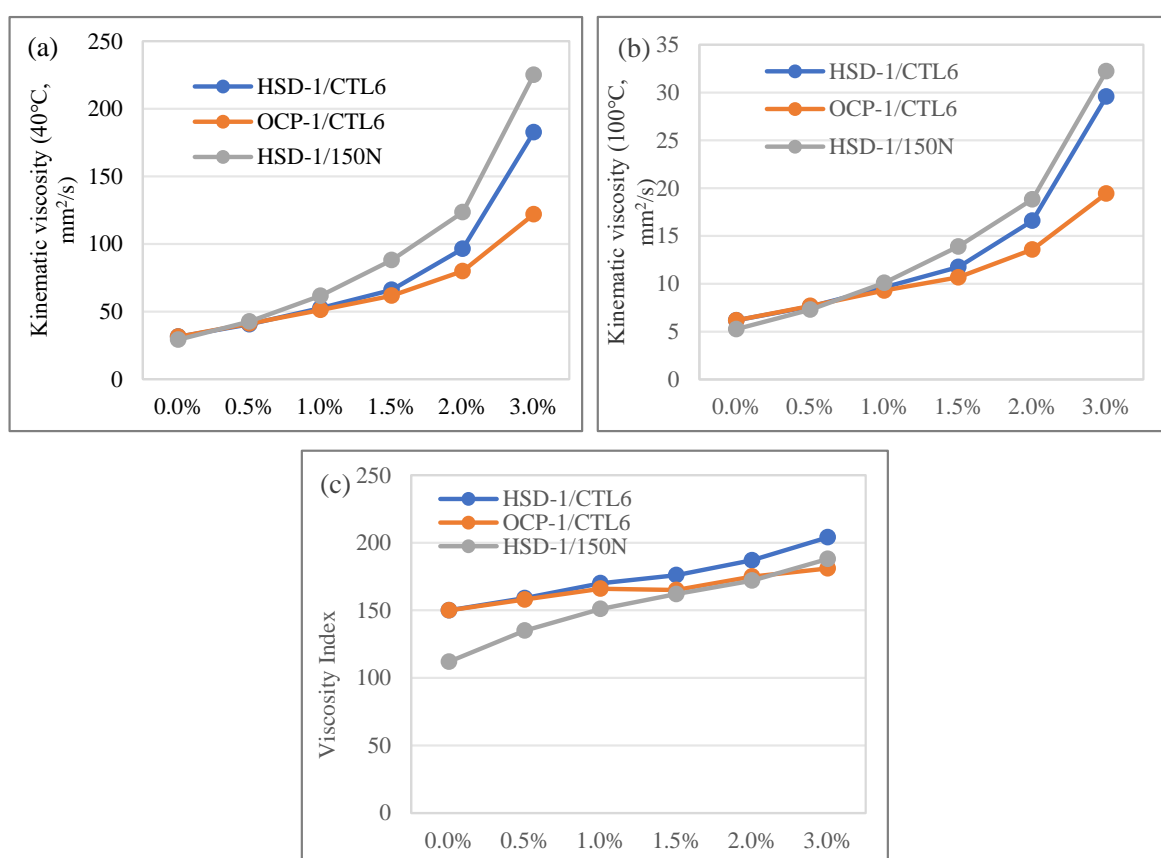 (a)
Kinematic viscosity (40℃,
mm²/s)
250
200
150
100
50
0
HSD-1/CTL6
OCP-1/CTL6
HSD-1/150N
0.0% 0.5% 1.0% 1.5% 2.0% 3.0%
(b)
Kinematic viscosity (100℃,
mm²/s)
35
30
25
20
15
10
5
0
HSD-1/CTL6
OCP-1/CTL6
HSD-1/150N
0.0% 0.5% 1.0% 1.5% 2.0% 3.0%
(c)
Viscosity Index
250
200
150
100
50
0
HSD-1/CTL6
OCP-1/CTL6
HSD-1/150N
0.0% 0.5% 1.0% 1.5% 2.0% 3.0%